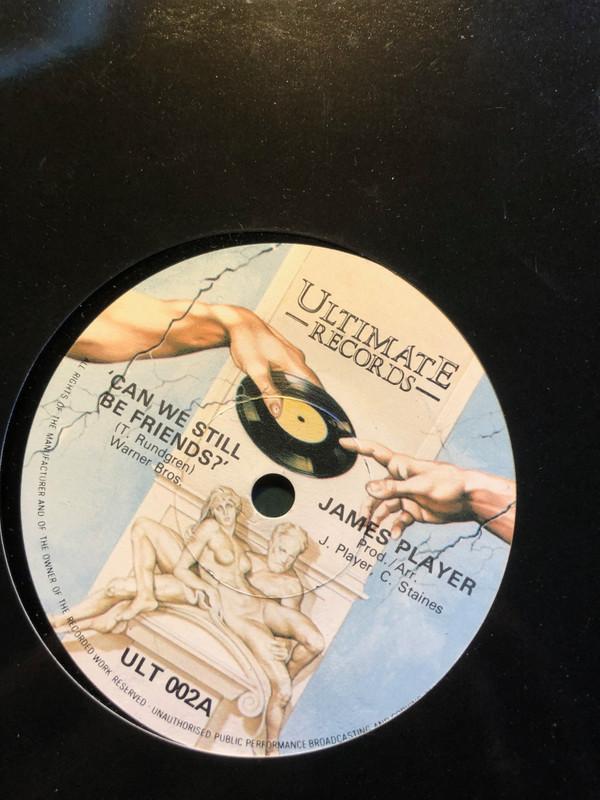 ULTIMATE
RECORDS
'CAN WE STILL
BE FRIENDS?'
(T. Rundgren)
Warner Bros.
JAMES PLAYER
Prod./Arr.
J. Player, C. Staines
ULT 002A
ALL RIGHTS OF THE MANUFACTURER AND OF THE OWNER OF THE RECORDED WORK RESERVED · UNAUTHORISED PUBLIC PERFORMANCE BROADCASTING AND